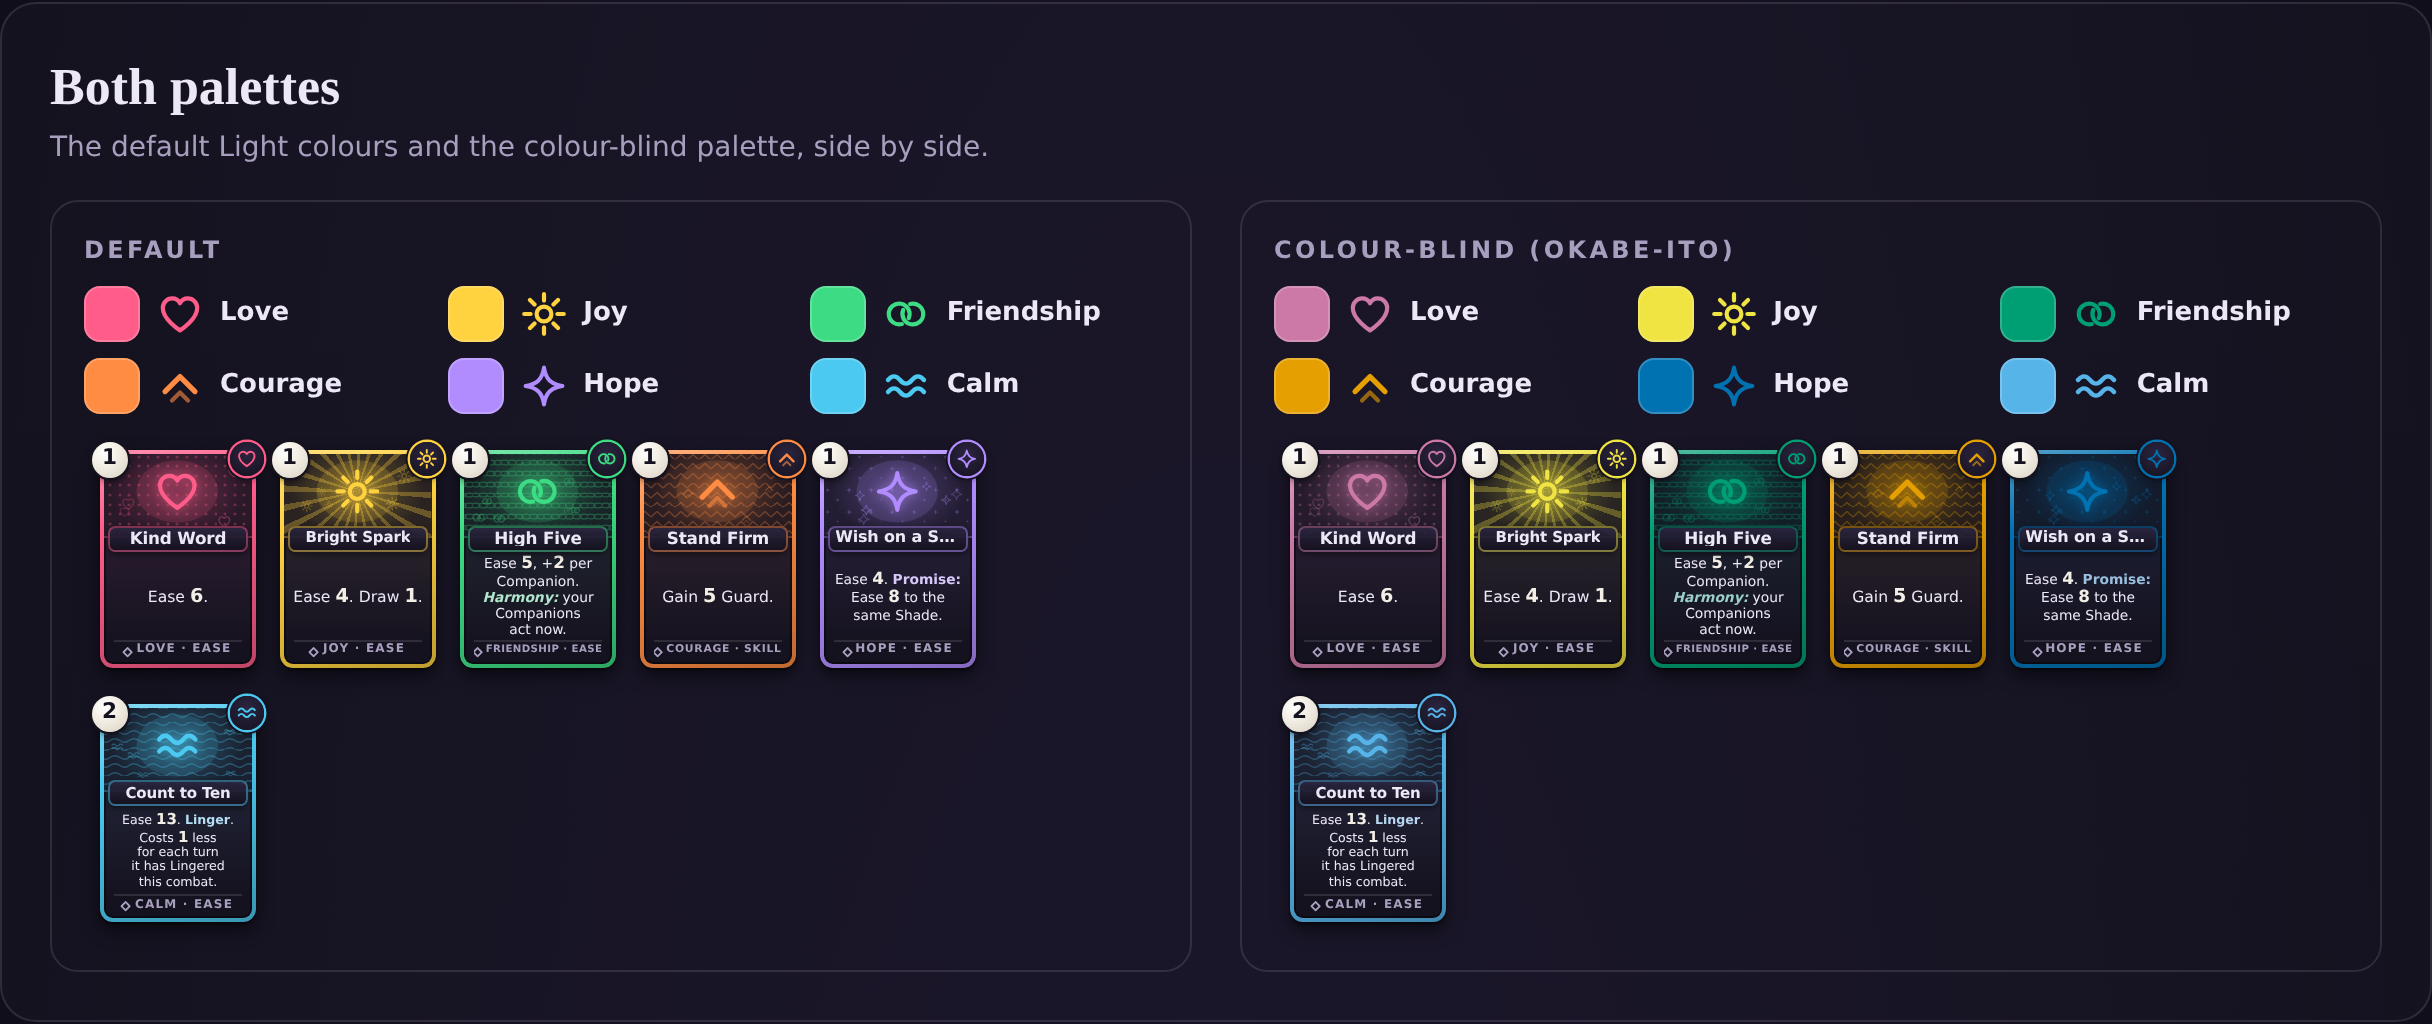 Both palettes
The default Light colours and the colour-blind palette, side by side.
DEFAULT
Love
Joy
Friendship
Courage
Hope
Calm
1
Kind Word
Ease 6.
LOVE · EASE
1
Bright Spark
Ease 4. Draw 1.
JOY · EASE
1
High Five
Ease 5, +2 per
Companion.
Harmony: your
Companions
act now.
FRIENDSHIP · EASE
1
Stand Firm
Gain 5 Guard.
COURAGE · SKILL
1
Wish on a S...
Ease 4. Promise:
Ease 8 to the
same Shade.
HOPE · EASE
2
Count to Ten
Ease 13. Linger.
Costs 1 less
for each turn
it has Lingered
this combat.
CALM · EASE
COLOUR-BLIND (OKABE-ITO)
Love
Joy
Friendship
Courage
Hope
Calm
1
Kind Word
Ease 6.
LOVE · EASE
1
Bright Spark
Ease 4. Draw 1.
JOY · EASE
1
High Five
Ease 5, +2 per
Companion.
Harmony: your
Companions
act now.
FRIENDSHIP · EASE
1
Stand Firm
Gain 5 Guard.
COURAGE · SKILL
1
Wish on a S...
Ease 4. Promise:
Ease 8 to the
same Shade.
HOPE · EASE
2
Count to Ten
Ease 13. Linger.
Costs 1 less
for each turn
it has Lingered
this combat.
CALM · EASE